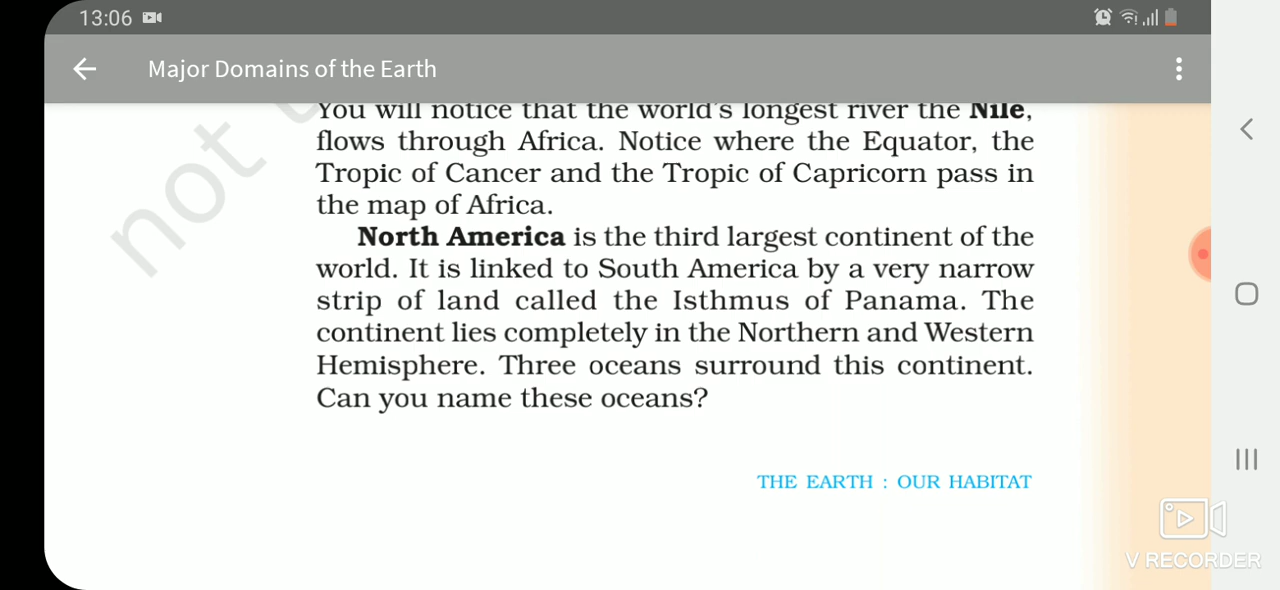 13:06
Major Domains of the Earth
You will notice that the world's longest river the Nile,
flows through Africa. Notice where the Equator, the
Tropic of Cancer and the Tropic of Capricorn pass in
the map of Africa.
North America is the third largest continent of the
world. It is linked to South America by a very narrow
strip of land called the Isthmus of Panama. The
continent lies completely in the Northern and Western
Hemisphere. Three oceans surround this continent.
Can you name these oceans?
THE EARTH : OUR HABITAT
not
V RECORDER